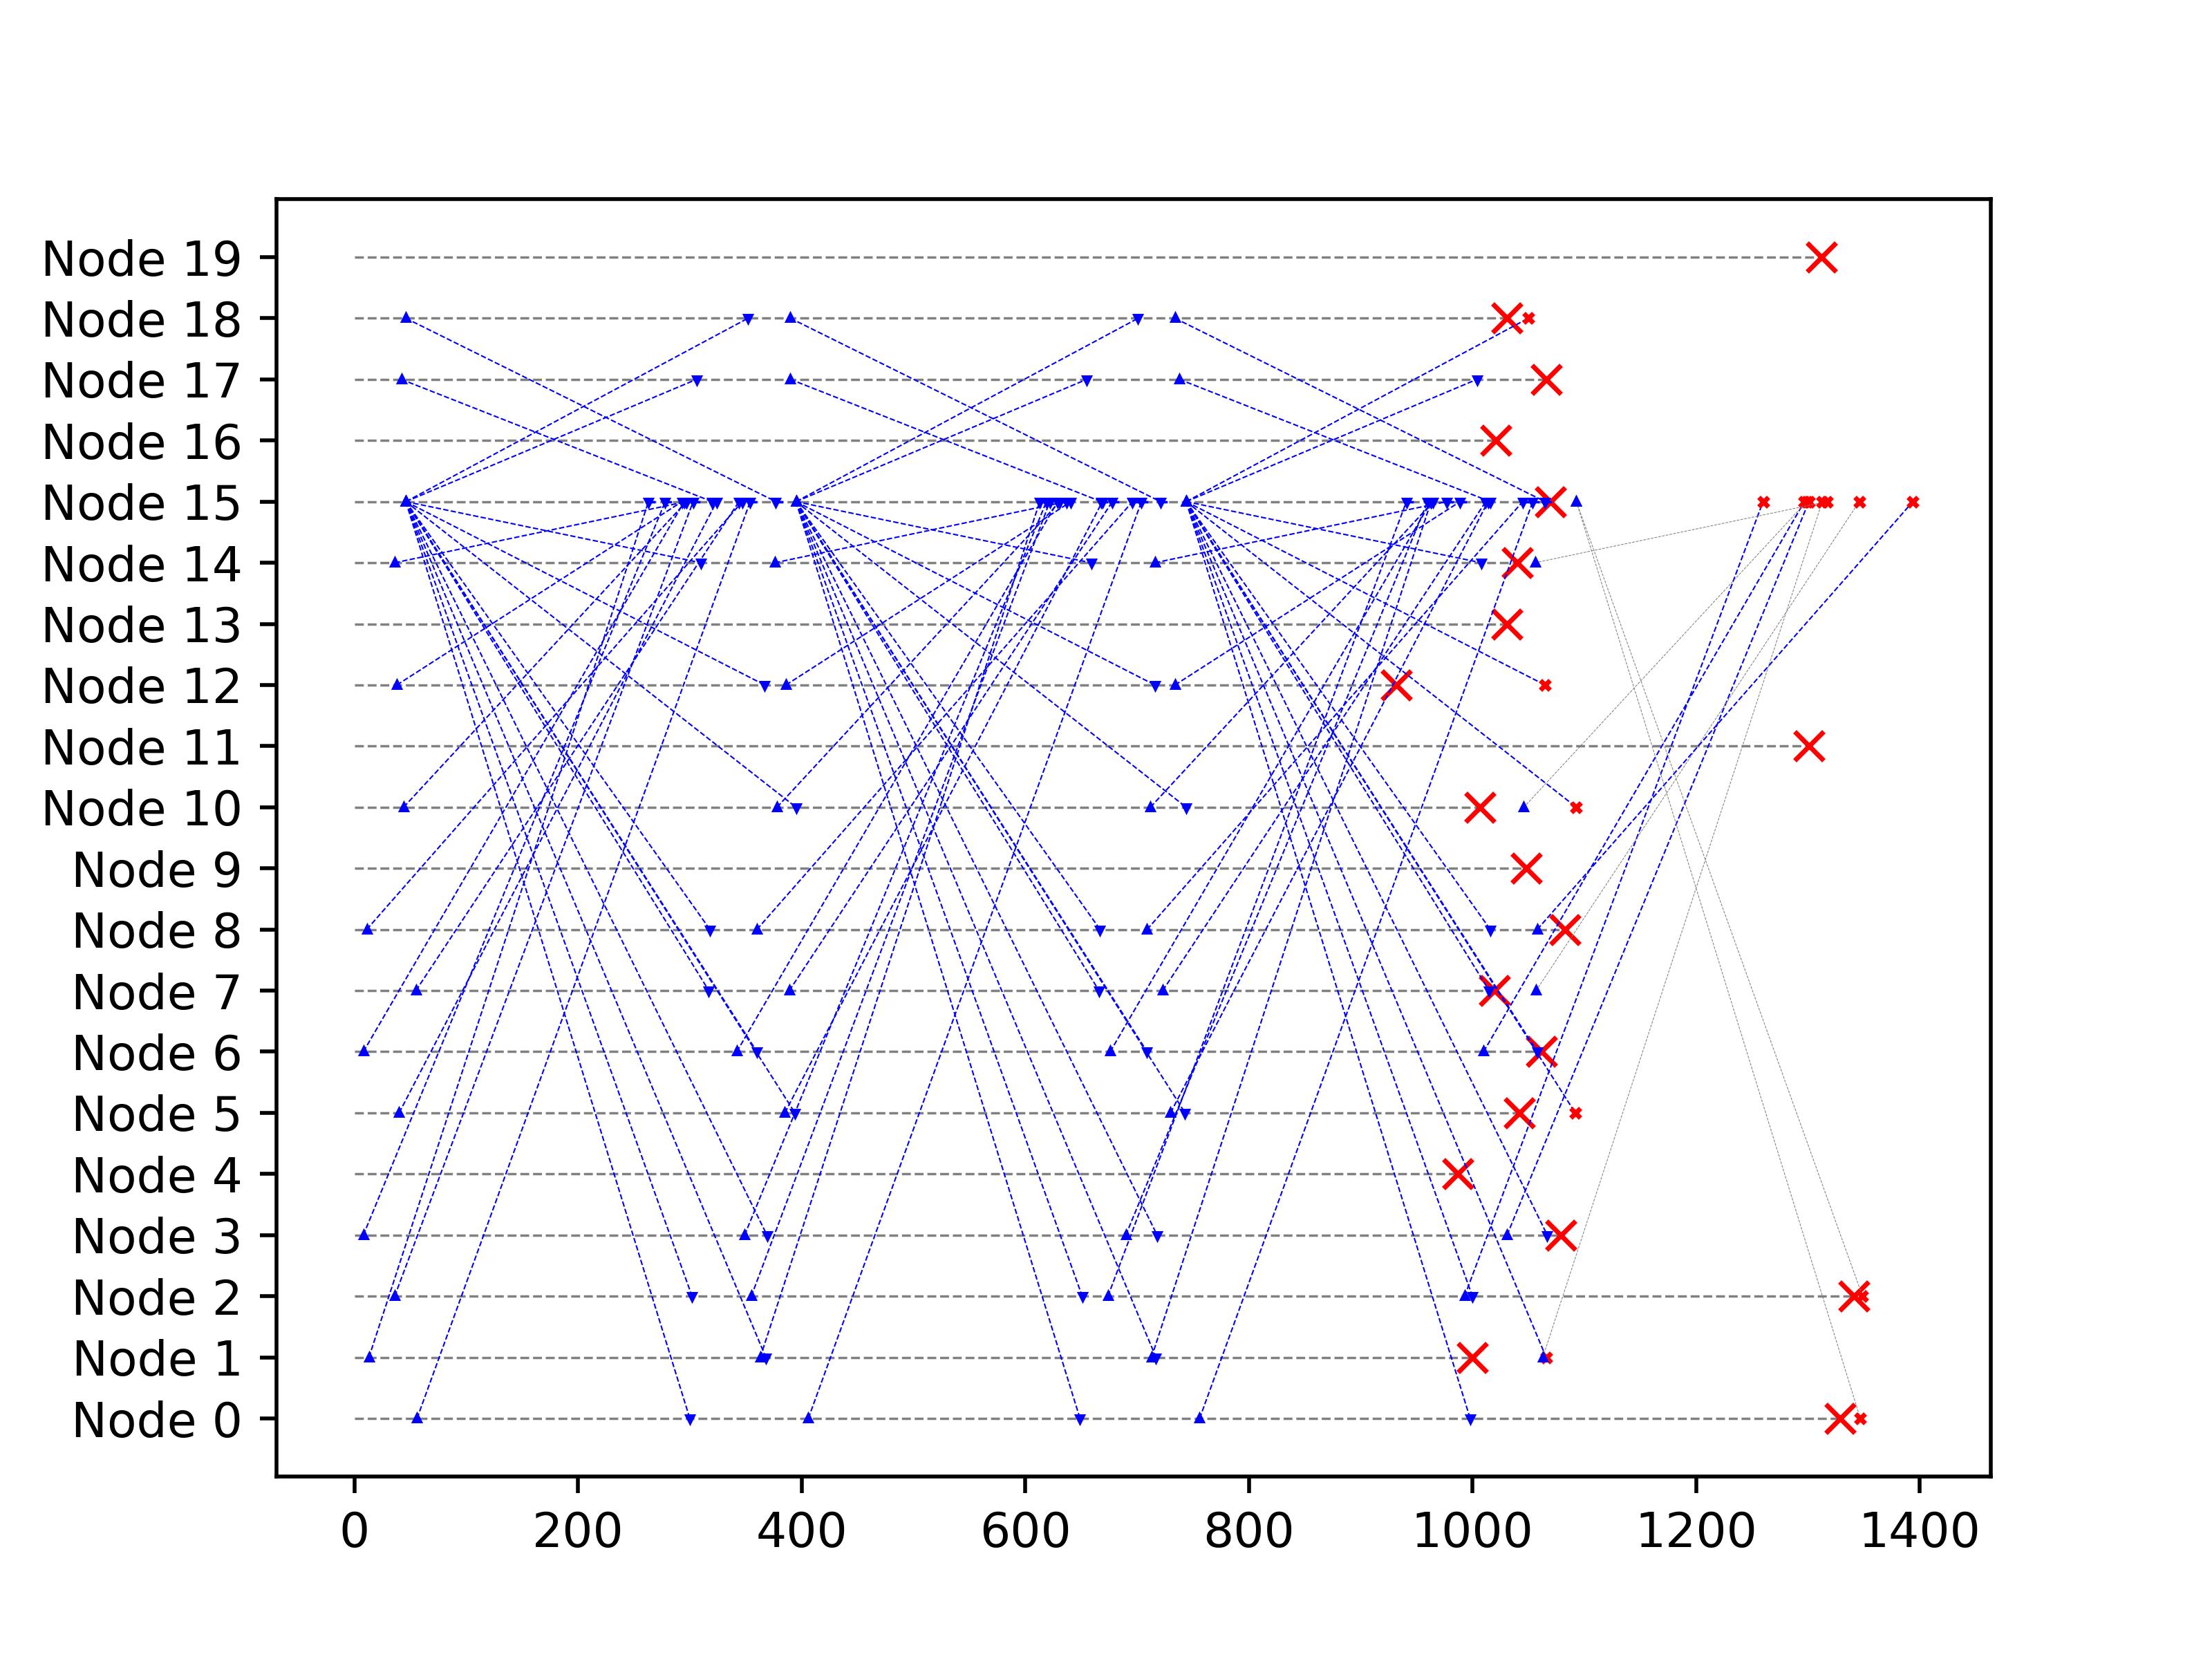 Node 19
Node 18
Node 17
Node 16
Node 15
Node 14
Node 13
Node 12
Node 11
Node 10
Node 9
Node 8
Node 7
Node 6
Node 5
Node 4
Node 3
Node 2
Node 1
Node 0
0 200 400 600 800 1000 1200 1400